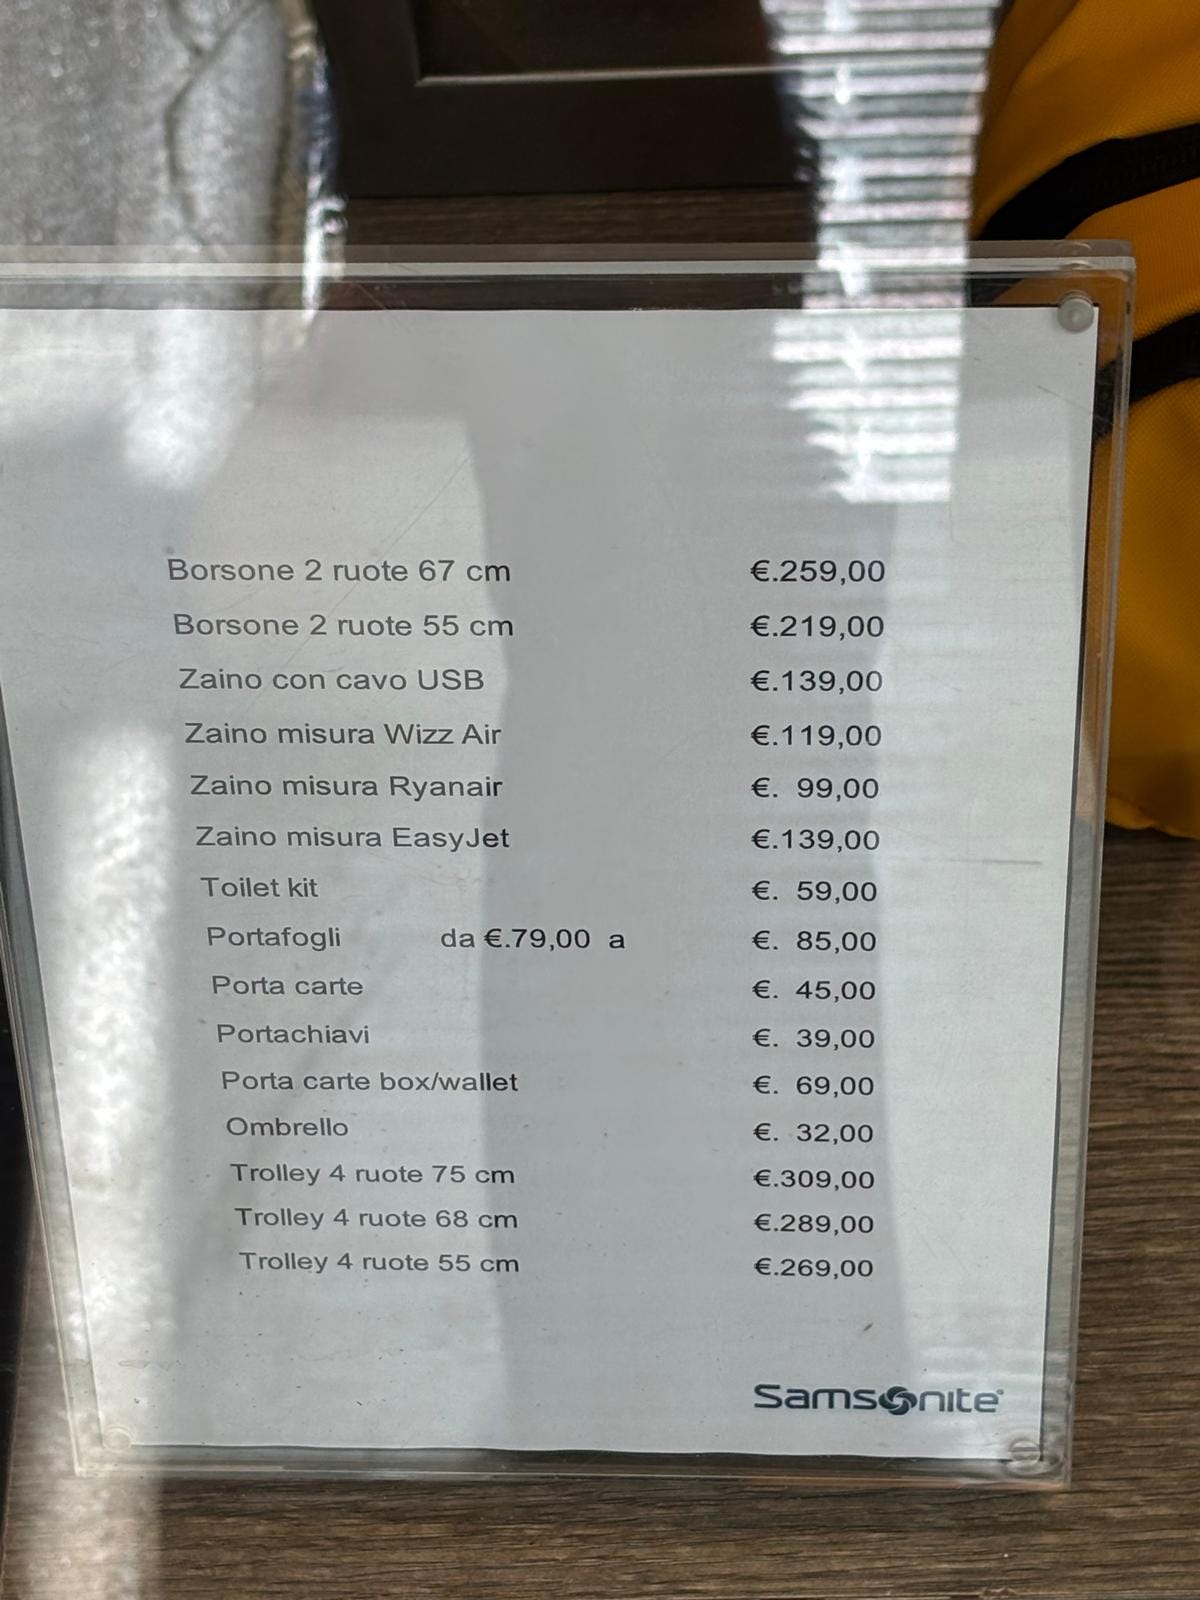 Borsone 2 ruote 67 cm €.259,00
Borsone 2 ruote 55 cm €.219,00
Zaino con cavo USB €.139,00
Zaino misura Wizz Air €.119,00
Zaino misura Ryanair €. 99,00
Zaino misura EasyJet €.139,00
Toilet kit €. 59,00
Portafogli da €.79,00 a €. 85,00
Porta carte €. 45,00
Portachiavi €. 39,00
Porta carte box/wallet €. 69,00
Ombrello €. 32,00
Trolley 4 ruote 75 cm €.309,00
Trolley 4 ruote 68 cm €.289,00
Trolley 4 ruote 55 cm €.269,00
Samsonite